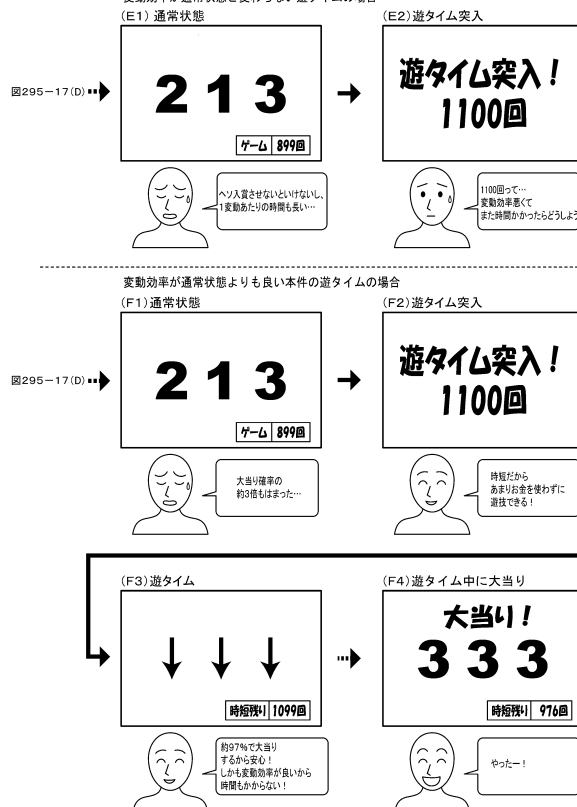 変動効率が通常状態と変わらない遊タイムの場合
(E1)通常状態
(E2)遊タイム突入
図295-17(D)
213
ゲーム 899回
遊タイム突入!
1100回
ヘソ入賞させないといけないし、
1変動あたりの時間も長い…
1100回って…
変動効率悪くて
また時間かかったらどうしよう
変動効率が通常状態よりも良い本件の遊タイムの場合
(F1)通常状態
(F2)遊タイム突入
図295-17(D)
213
ゲーム 899回
遊タイム突入!
1100回
大当り確率の
約3倍もはまった…
時短だから
あまりお金を使わずに
遊技できる!
(F3)遊タイム
(F4)遊タイム中に大当り
↓ ↓ ↓
時短残り 1099回
大当り!
333
時短残り 976回
約97%で大当り
するから安心!
しかも変動効率が良いから
時間もかからない!
やったー!